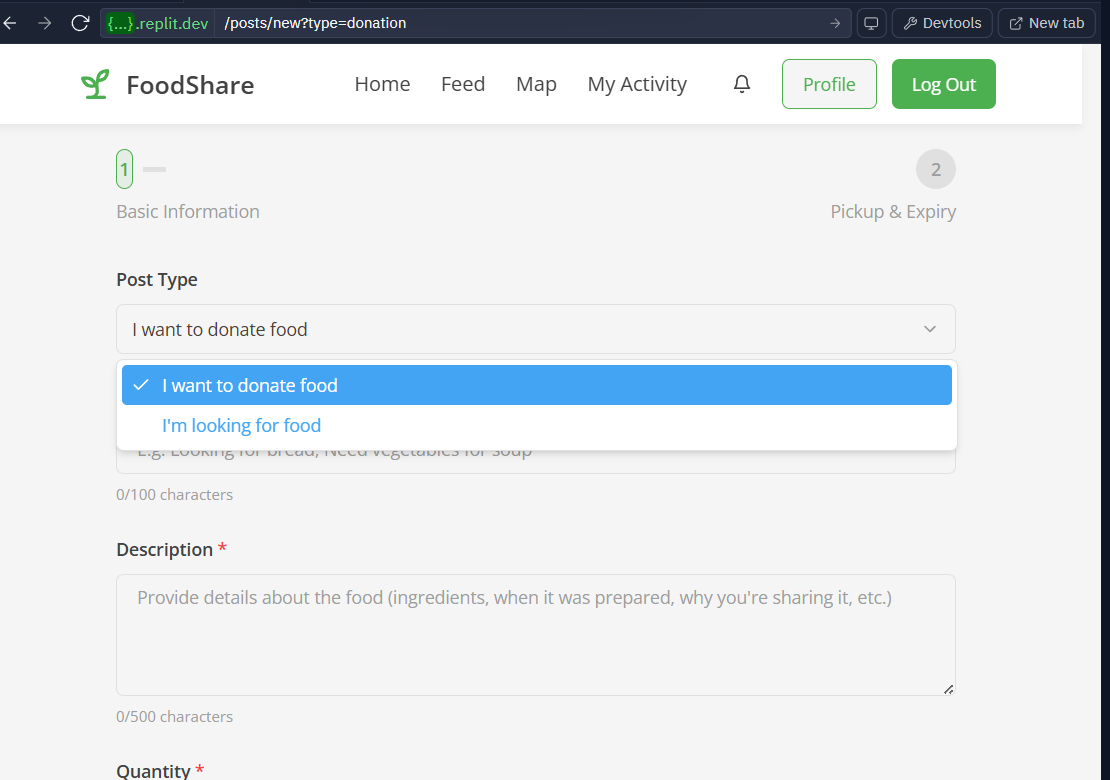 {...}.replit.dev /posts/new?type=donation Devtools New tab
FoodShare Home Feed Map My Activity Profile Log Out
1 2
Basic Information Pickup & Expiry
Post Type
I want to donate food
I want to donate food
I'm looking for food
E.g. Looking for bread, Need vegetables for soup
0/100 characters
Description *
Provide details about the food (ingredients, when it was prepared, why you're sharing it, etc.)
0/500 characters
Quantity *